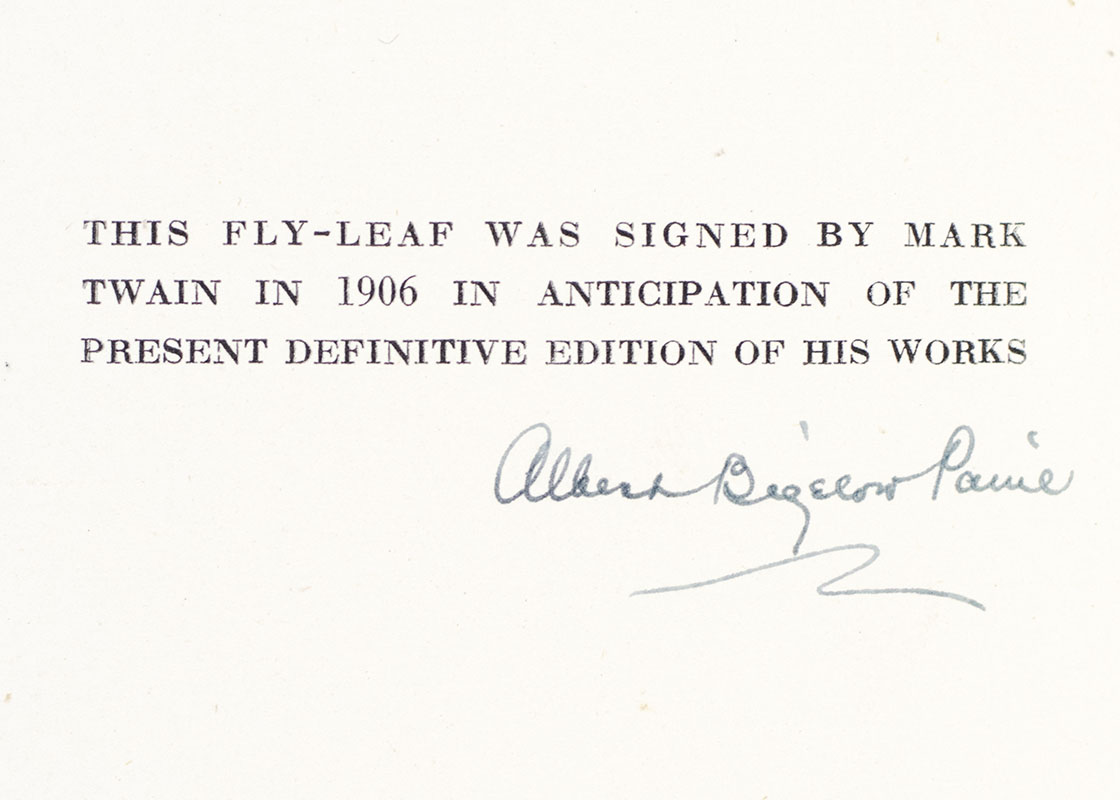 THIS FLY-LEAF WAS SIGNED BY MARK
TWAIN IN 1906 IN ANTICIPATION OF THE
PRESENT DEFINITIVE EDITION OF HIS WORKS
Albert Bigelow Paine